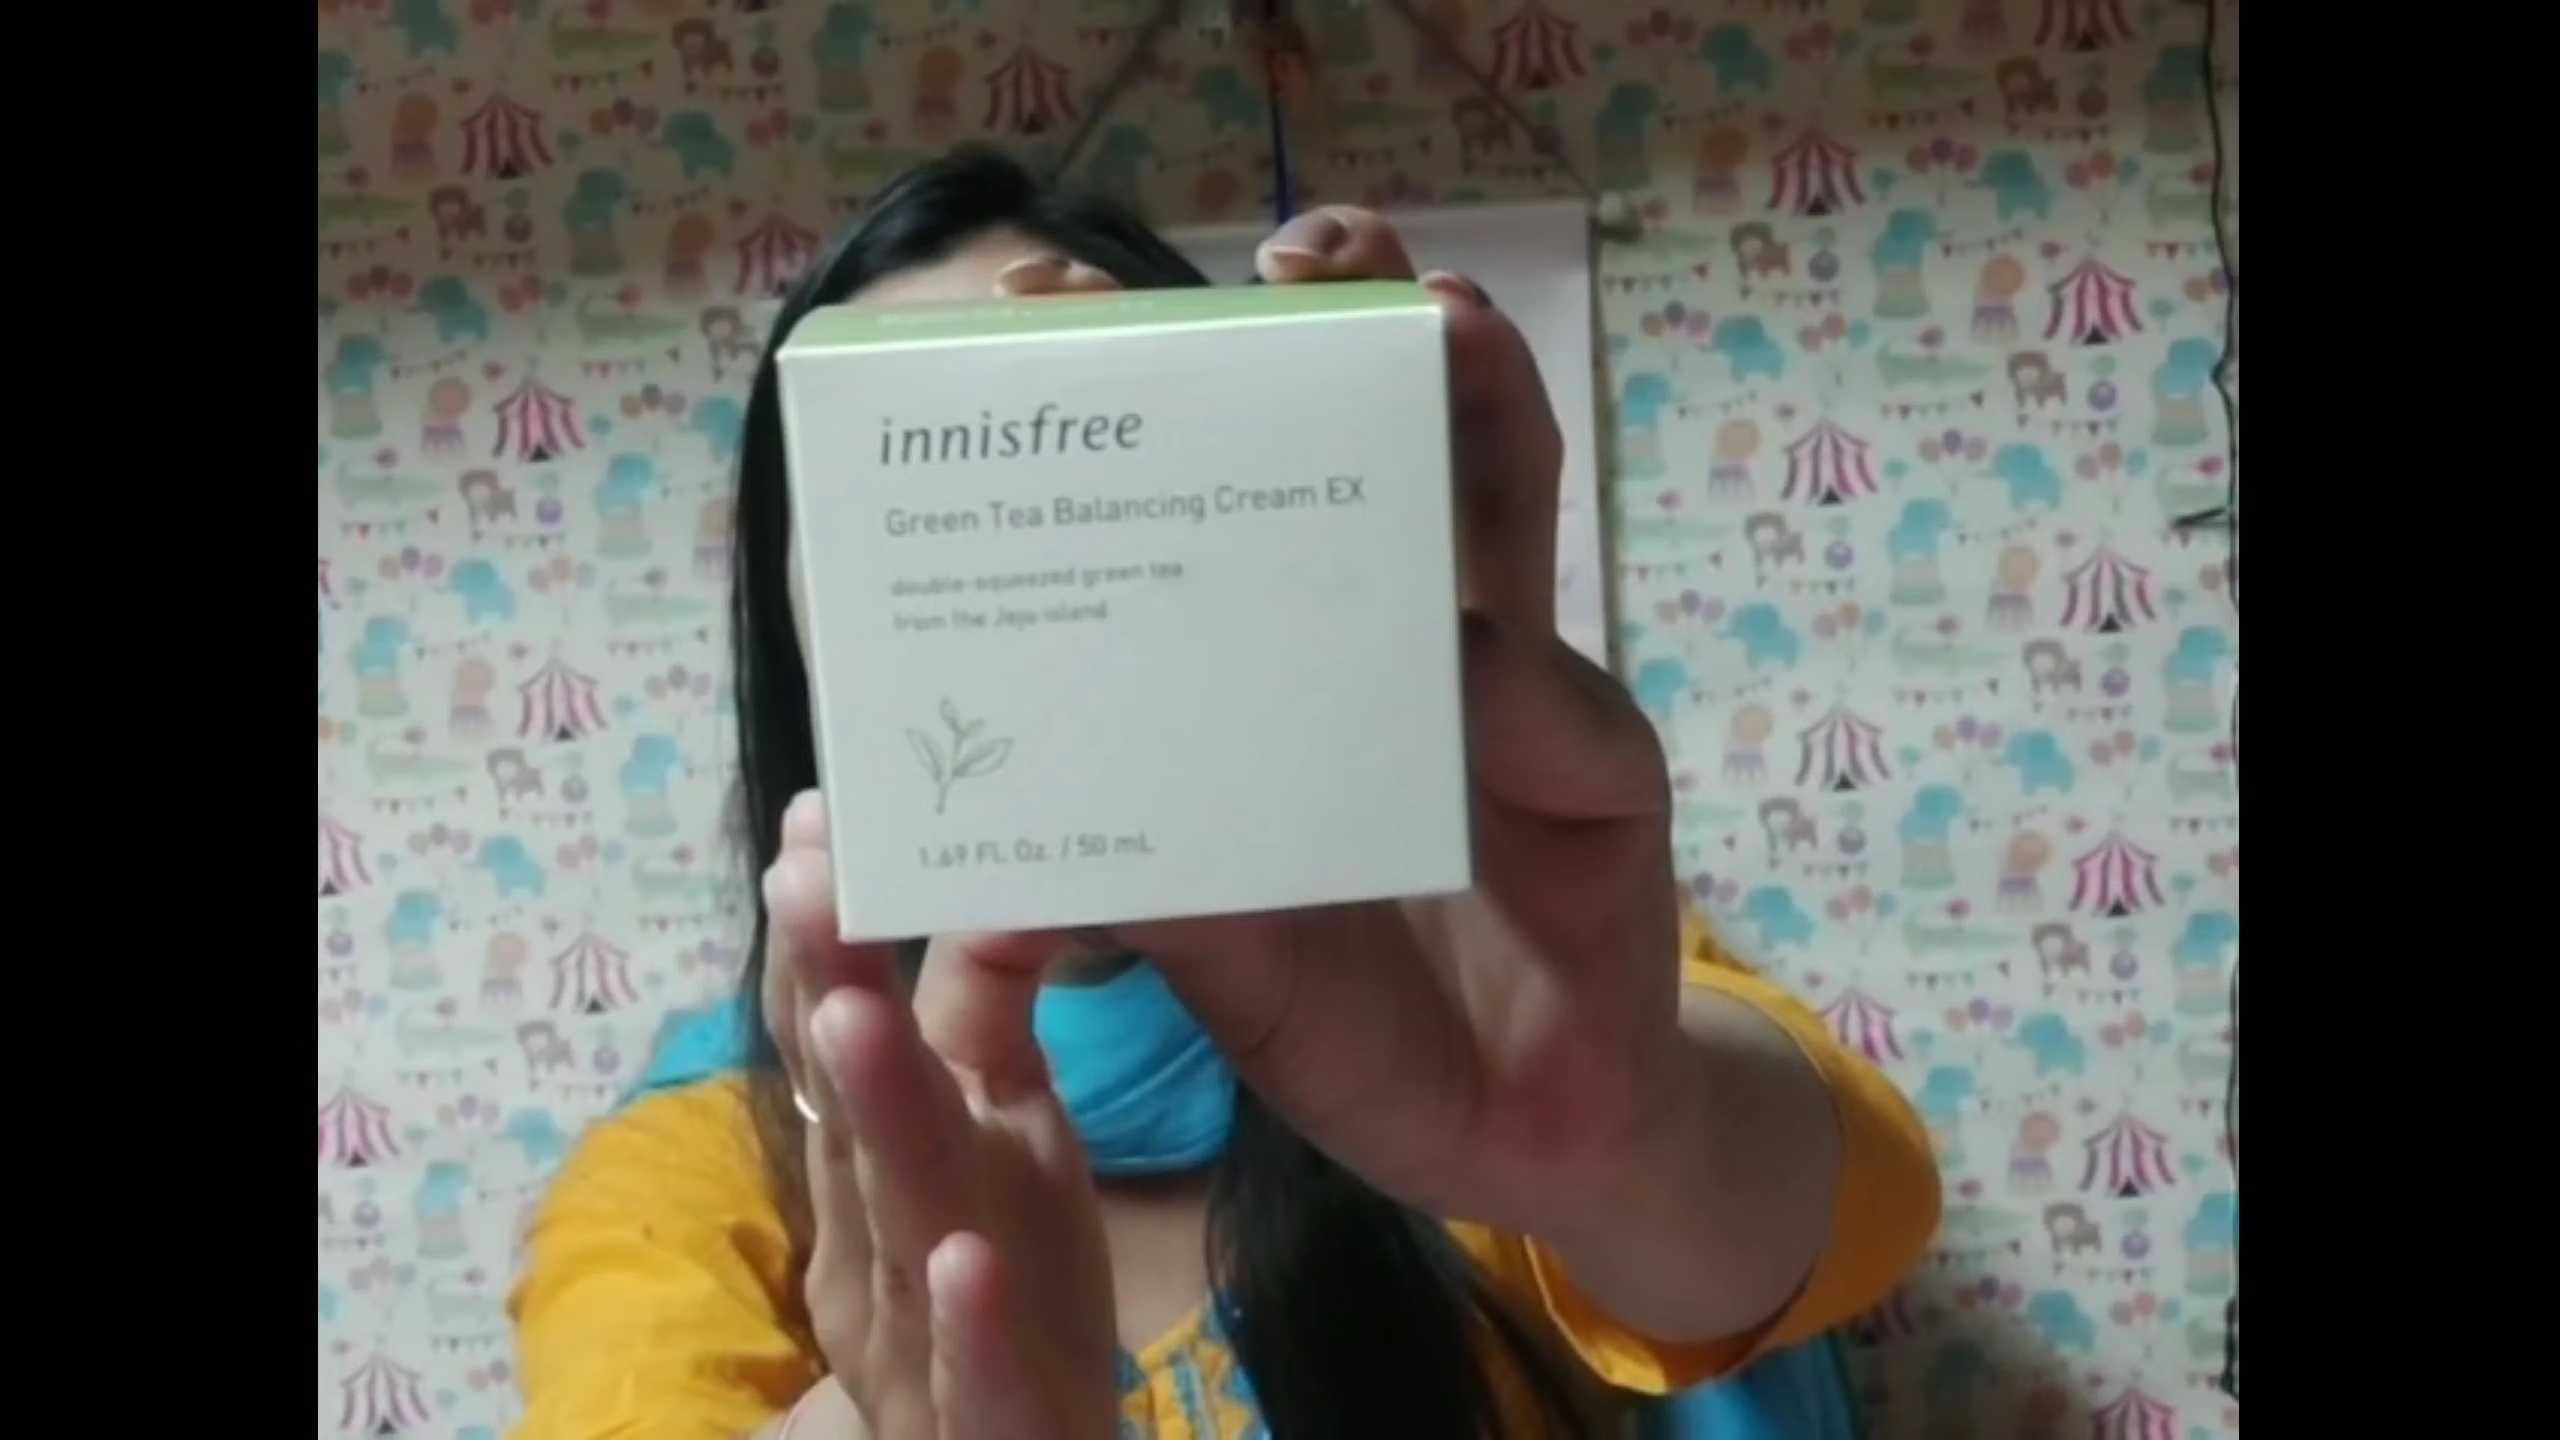 innisfree
Green Tea Balancing Cream EX
double-squeezed green tea
from the Jeju island
1.69 FL. Oz. / 50 mL